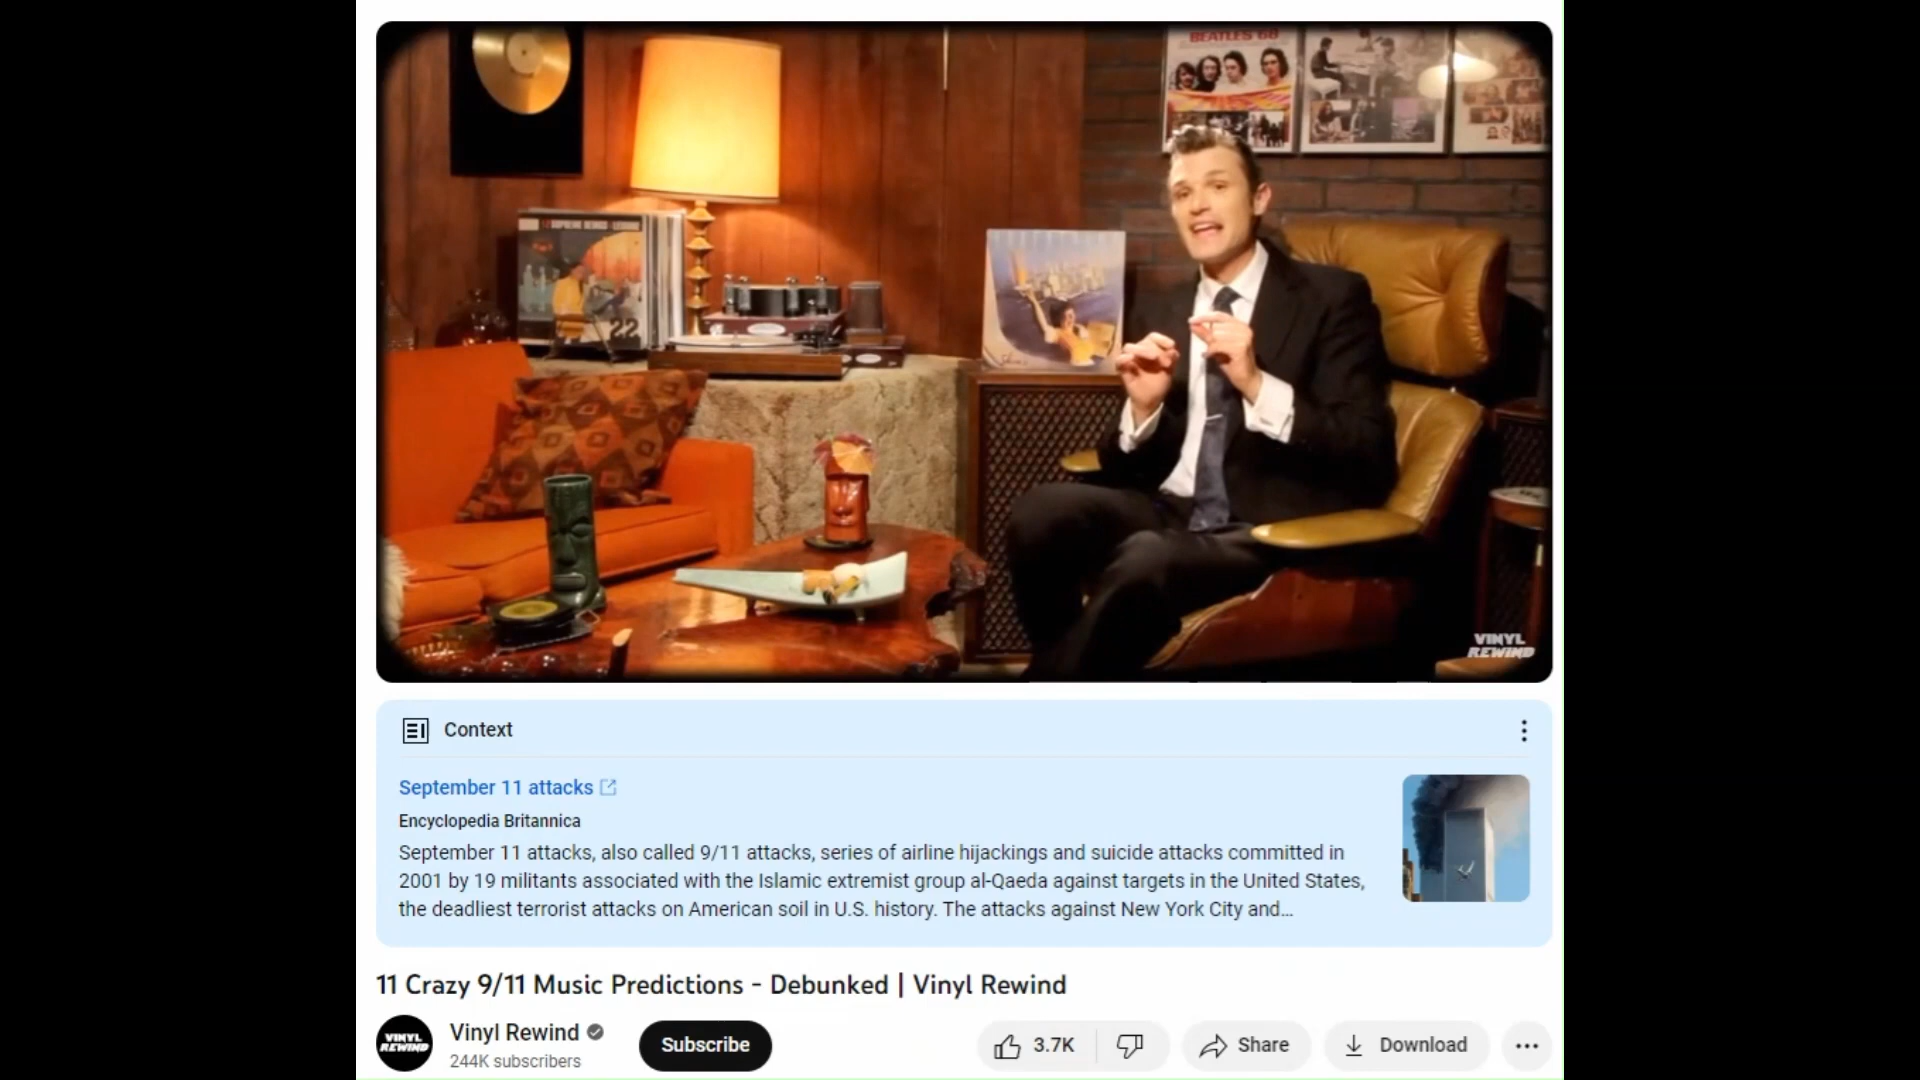 BEATLES 68
22
VINYL
REWIND
Context
September 11 attacks
Encyclopedia Britannica
September 11 attacks, also called 9/11 attacks, series of airline hijackings and suicide attacks committed in
2001 by 19 militants associated with the Islamic extremist group al-Qaeda against targets in the United States,
the deadliest terrorist attacks on American soil in U.S. history. The attacks against New York City and...
11 Crazy 9/11 Music Predictions - Debunked | Vinyl Rewind
VINYL
REWIND
Vinyl Rewind
244K subscribers
Subscribe
3.7K
Share
Download